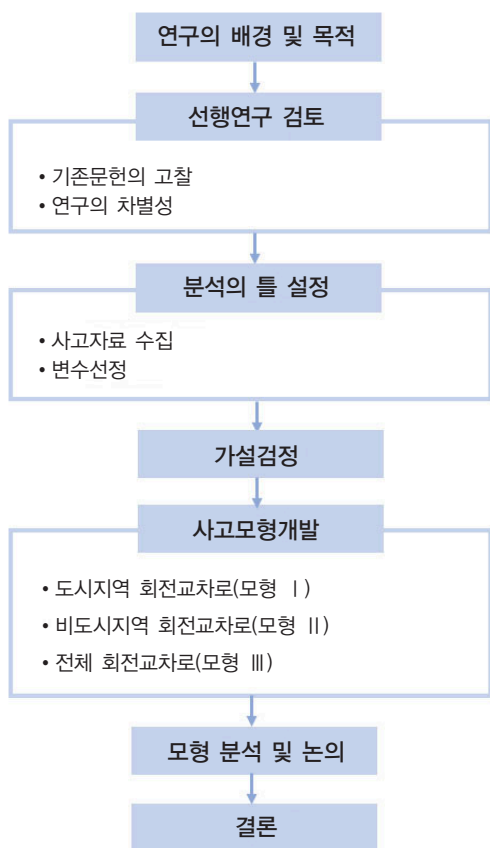 연구의 배경 및 목적
선행연구 검토
• 기존문헌의 고찰
• 연구의 차별성
분석의 틀 설정
• 사고자료 수집
• 변수선정
가설검정
사고모형개발
• 도시지역 회전교차로(모형 Ⅰ)
• 비도시지역 회전교차로(모형 Ⅱ)
• 전체 회전교차로(모형 Ⅲ)
모형 분석 및 논의
결론